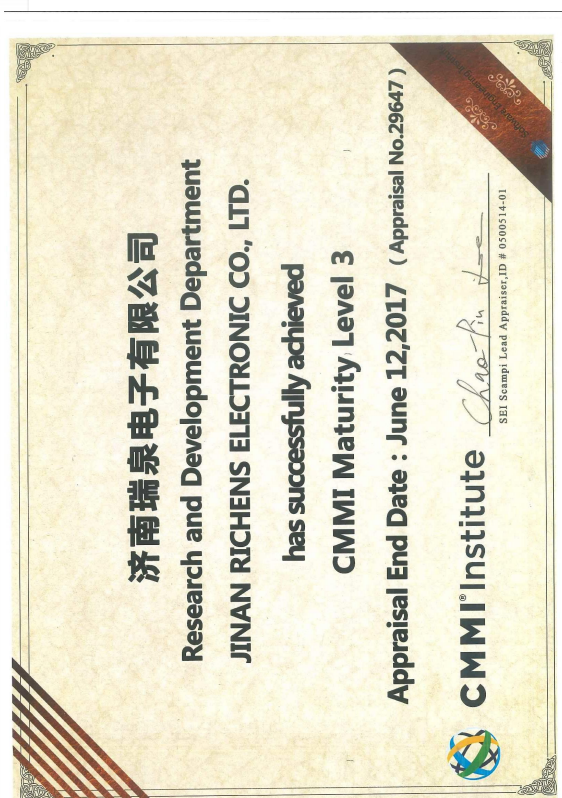 济南瑞泉电子有限公司
Research and Development Department
JINAN RICHENS ELECTRONIC CO., LTD.
has successfully achieved
CMMI Maturity Level 3
Appraisal End Date : June 12,2017 ( Appraisal No.29647 )
CMMI® Institute
Chao-Pin
SEI Scampi Lead Appraiser,ID # 0500514-01